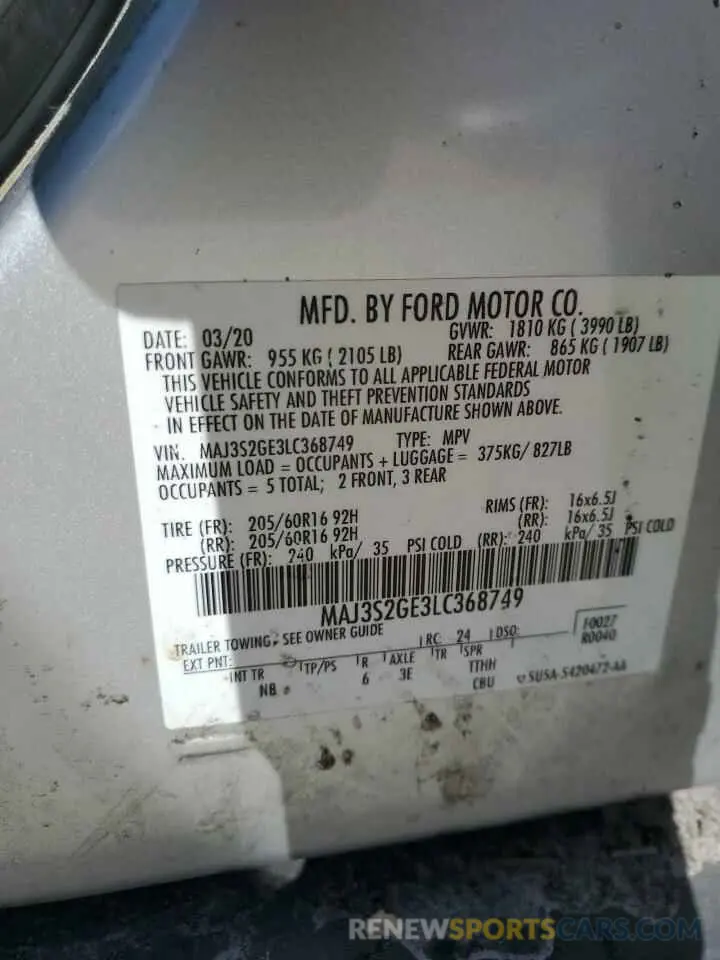 MFD. BY FORD MOTOR CO.
DATE: 03/20 GVWR: 1810 KG ( 3990 LB)
FRONT GAWR: 955 KG ( 2105 LB) REAR GAWR: 865 KG ( 1907 LB)
THIS VEHICLE CONFORMS TO ALL APPLICABLE FEDERAL MOTOR
VEHICLE SAFETY AND THEFT PREVENTION STANDARDS
IN EFFECT ON THE DATE OF MANUFACTURE SHOWN ABOVE.
VIN: MAJ3S2GE3LC368749 TYPE: MPV
MAXIMUM LOAD = OCCUPANTS + LUGGAGE = 375KG/ 827LB
OCCUPANTS = 5 TOTAL; 2 FRONT, 3 REAR
TIRE (FR): 205/60R16 92H RIMS (FR): 16x6.5J
(RR): 205/60R16 92H (RR): 16x6.5J
PRESSURE (FR): 240 kPa/ 35 PSI COLD (RR): 240 kPa/ 35 PSI COLD
MAJ3S2GE3LC368749
TRAILER TOWING: SEE OWNER GUIDE
EXT PNT: RC 24 DSO: F0027
R0040
INT TR TP/PS R AXLE TR SPR
NB 6 3E TTHH
CBU SU5A-5420472-AA
RENEWSPORTSCARS.COM